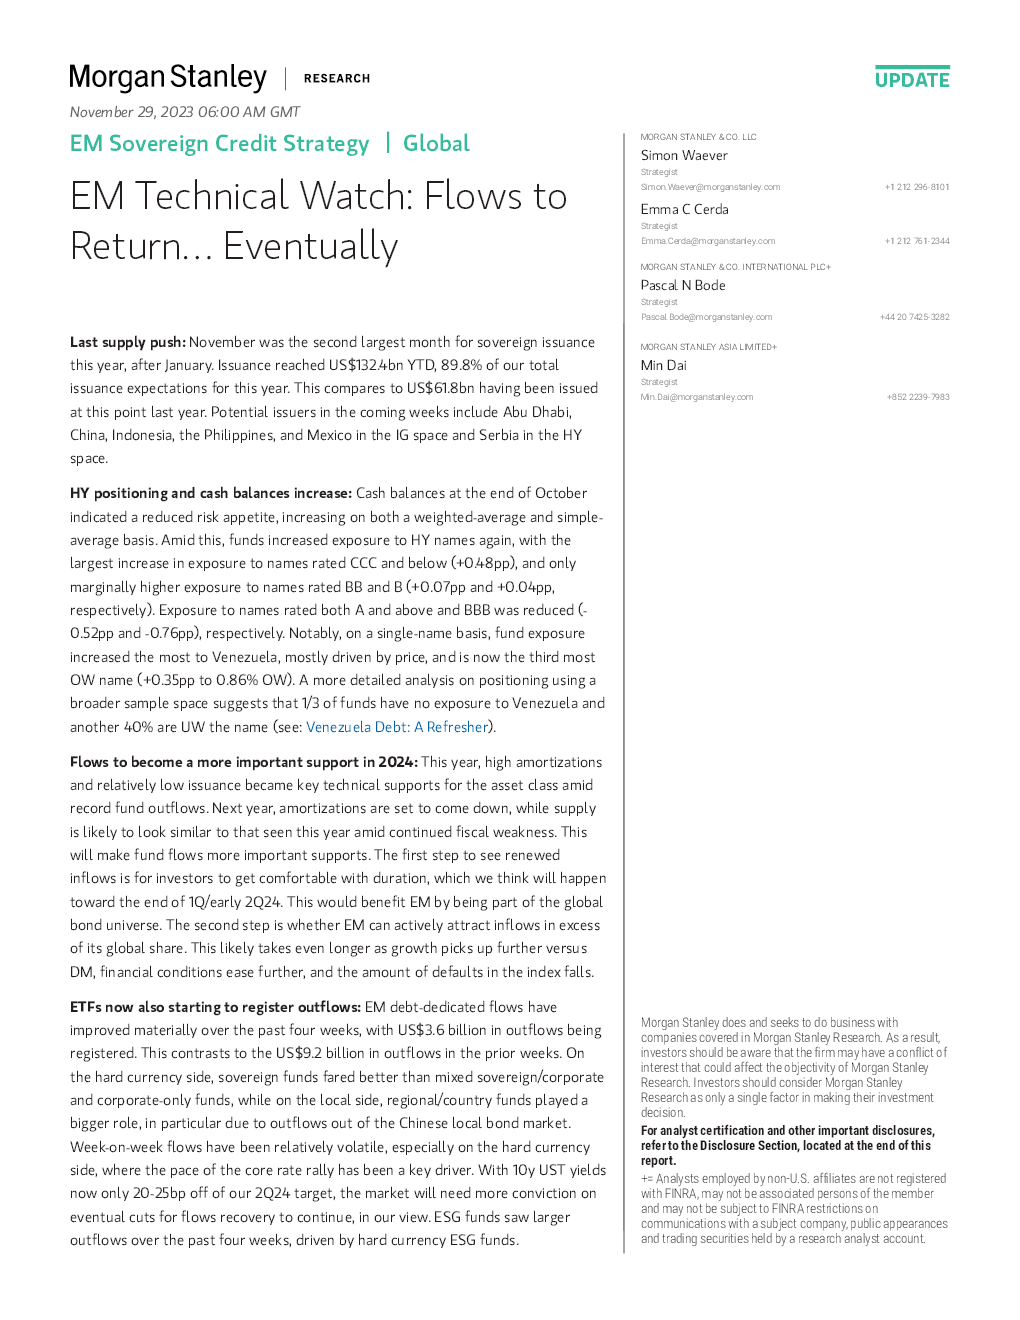 Morgan Stanley | RESEARCH
UPDATE
November 29, 2023 06:00 AM GMT
EM Sovereign Credit Strategy | Global
EM Technical Watch: Flows to
Return… Eventually
Last supply push: November was the second largest month for sovereign issuance
this year, after January. Issuance reached US$132.4bn YTD, 89.8% of our total
issuance expectations for this year. This compares to US$61.8bn having been issued
at this point last year. Potential issuers in the coming weeks include Abu Dhabi,
China, Indonesia, the Philippines, and Mexico in the IG space and Serbia in the HY
space.
HY positioning and cash balances increase: Cash balances at the end of October
indicated a reduced risk appetite, increasing on both a weighted-average and simple-
average basis. Amid this, funds increased exposure to HY names again, with the
largest increase in exposure to names rated CCC and below (+0.48pp), and only
marginally higher exposure to names rated BB and B (+0.07pp and +0.04pp,
respectively). Exposure to names rated both A and above and BBB was reduced (-
0.52pp and -0.76pp), respectively. Notably, on a single-name basis, fund exposure
increased the most to Venezuela, mostly driven by price, and is now the third most
OW name (+0.35pp to 0.86% OW). A more detailed analysis on positioning using a
broader sample space suggests that 1/3 of funds have no exposure to Venezuela and
another 40% are UW the name (see: Venezuela Debt: A Refresher).
Flows to become a more important support in 2024: This year, high amortizations
and relatively low issuance became key technical supports for the asset class amid
record fund outflows. Next year, amortizations are set to come down, while supply
is likely to look similar to that seen this year amid continued fiscal weakness. This
will make fund flows more important supports. The first step to see renewed
inflows is for investors to get comfortable with duration, which we think will happen
toward the end of 1Q/early 2Q24. This would benefit EM by being part of the global
bond universe. The second step is whether EM can actively attract inflows in excess
of its global share. This likely takes even longer as growth picks up further versus
DM, financial conditions ease further, and the amount of defaults in the index falls.
ETFs now also starting to register outflows: EM debt-dedicated flows have
improved materially over the past four weeks, with US$3.6 billion in outflows being
registered. This contrasts to the US$9.2 billion in outflows in the prior weeks. On
the hard currency side, sovereign funds fared better than mixed sovereign/corporate
and corporate-only funds, while on the local side, regional/country funds played a
bigger role, in particular due to outflows out of the Chinese local bond market.
Week-on-week flows have been relatively volatile, especially on the hard currency
side, where the pace of the core rate rally has been a key driver. With 10y UST yields
now only 20-25bp off of our 2Q24 target, the market will need more conviction on
eventual cuts for flows recovery to continue, in our view. ESG funds saw larger
outflows over the past four weeks, driven by hard currency ESG funds.
MORGAN STANLEY & CO. LLC
Simon Waever
Strategist
Simon.Waever@morganstanley.com +1 212 296-8101
Emma C Cerda
Strategist
Emma.Cerda@morganstanley.com +1 212 761-2344
MORGAN STANLEY & CO. INTERNATIONAL PLC+
Pascal N Bode
Strategist
Pascal.Bode@morganstanley.com +44 20 7425-3282
MORGAN STANLEY ASIA LIMITED+
Min Dai
Strategist
Min.Dai@morganstanley.com +852 2239-7983
Morgan Stanley does and seeks to do business with
companies covered in Morgan Stanley Research. As a result,
investors should be aware that the firm may have a conflict of
interest that could affect the objectivity of Morgan Stanley
Research. Investors should consider Morgan Stanley
Research as only a single factor in making their investment
decision.
For analyst certification and other important disclosures,
refer to the Disclosure Section, located at the end of this
report.
+= Analysts employed by non-U.S. affiliates are not registered
with FINRA, may not be associated persons of the member
and may not be subject to FINRA restrictions on
communications with a subject company, public appearances
and trading securities held by a research analyst account.